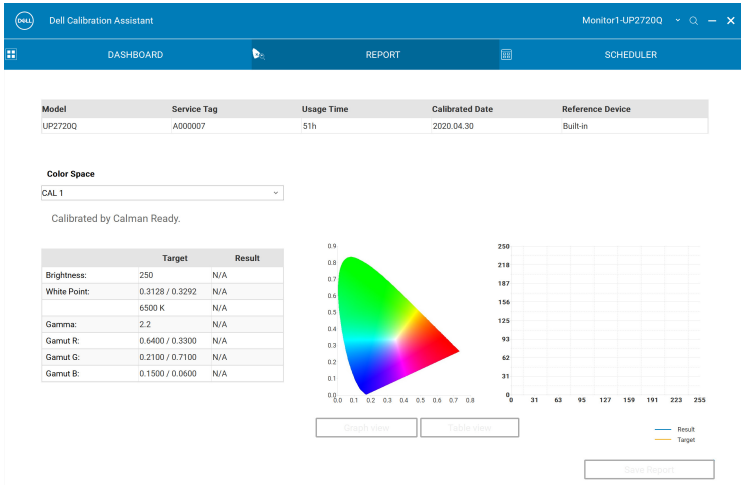 DELL
Dell Calibration Assistant
Monitor1-UP2720Q
DASHBOARD
REPORT
SCHEDULER
Model Service Tag Usage Time Calibrated Date Reference Device
UP2720Q A000007 51h 2020.04.30 Built-in
Color Space
CAL 1
Calibrated by Calman Ready.
Target Result
Brightness: 250 N/A
White Point: 0.3128 / 0.3292 N/A
6500 K N/A
Gamma: 2.2 N/A
Gamut R: 0.6400 / 0.3300 N/A
Gamut G: 0.2100 / 0.7100 N/A
Gamut B: 0.1500 / 0.0600 N/A
0.9
0.8
0.7
0.6
0.5
0.4
0.3
0.2
0.1
0.0
0.0 0.1 0.2 0.3 0.4 0.5 0.6 0.7 0.8
250
218
187
156
125
93
62
31
0
0 31 63 95 127 159 191 223 255
Graph view
Table view
Result
Target
Save Report